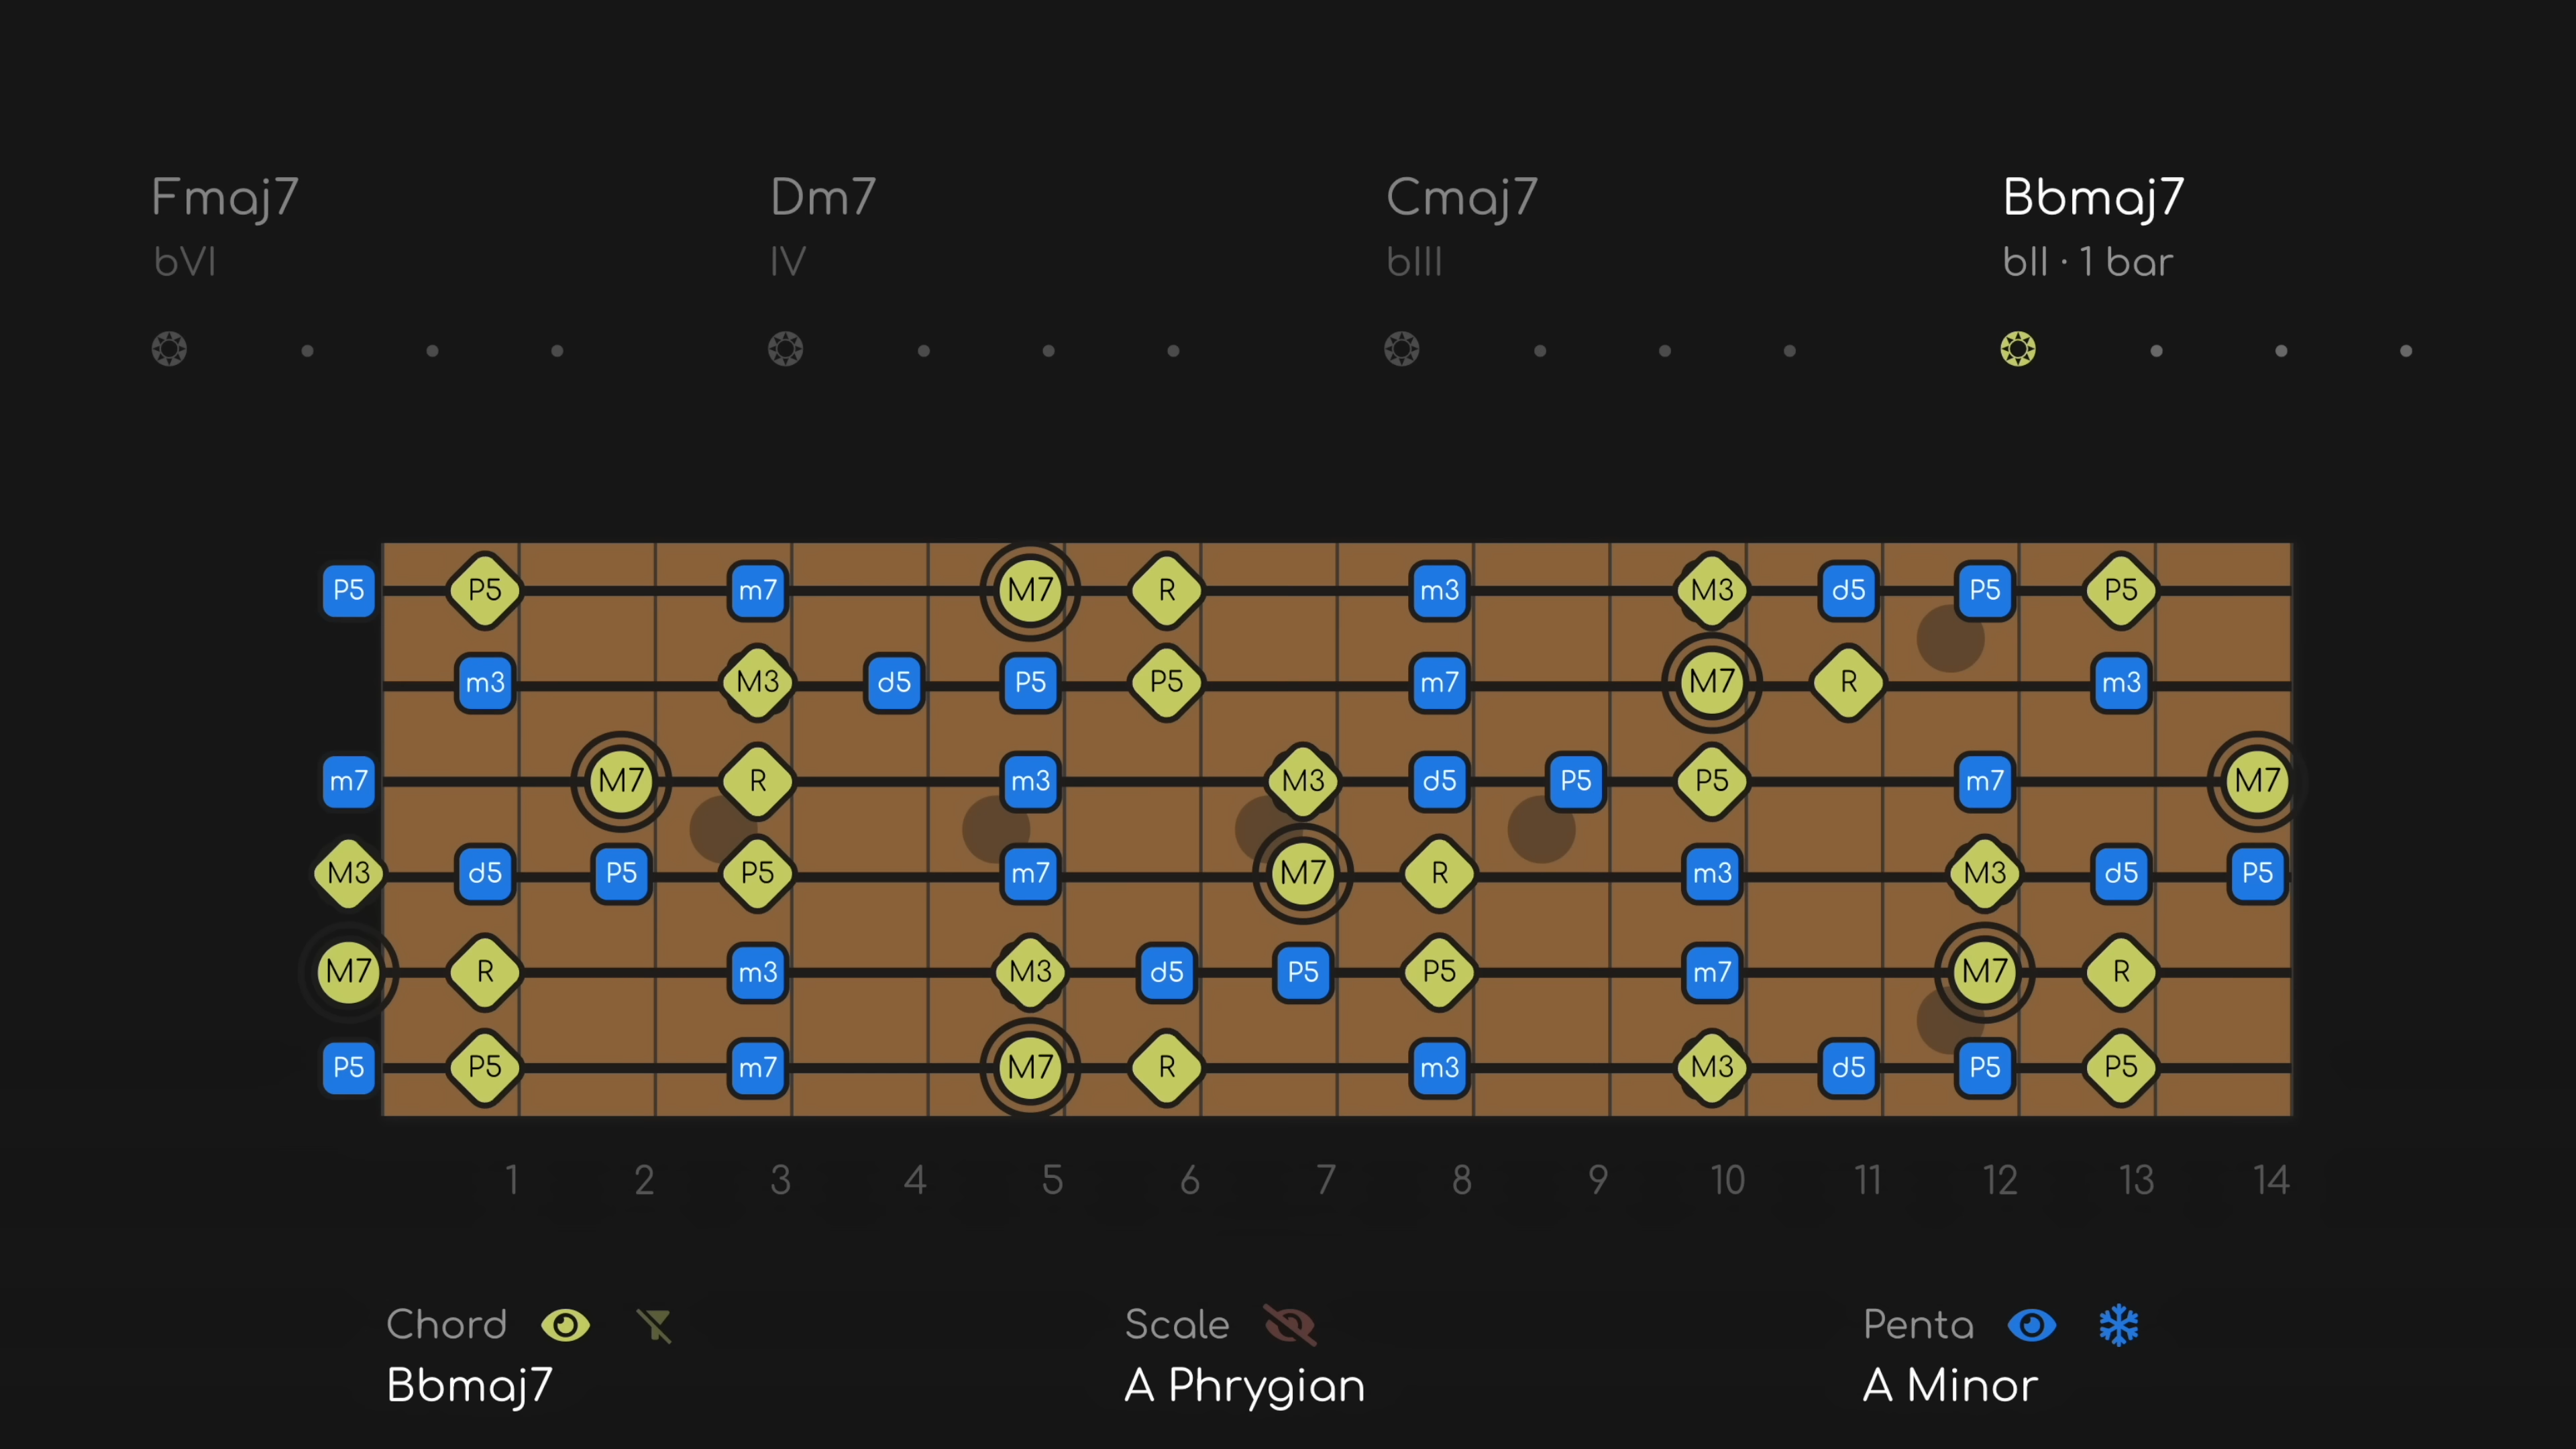 Fmaj7 Dm7 Cmaj7 Bbmaj7
bVI IV bIII bII · 1 bar
P5 P5 m7 M7 R m3 M3 d5 P5 P5
m3 M3 d5 P5 P5 m7 M7 R m3
m7 M7 R m3 M3 d5 P5 P5 m7 M7
M3 d5 P5 P5 m7 M7 R m3 M3 d5 P5
M7 R m3 M3 d5 P5 P5 m7 M7 R
P5 P5 m7 M7 R m3 M3 d5 P5 P5
1 2 3 4 5 6 7 8 9 10 11 12 13 14
Chord Scale Penta
Bbmaj7 A Phrygian A Minor